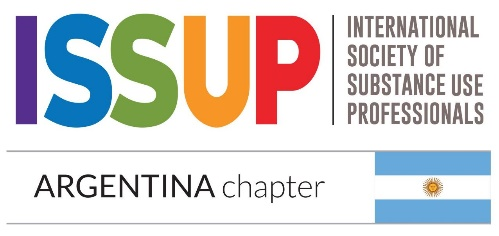 ISSUP
INTERNATIONAL
SOCIETY OF
SUBSTANCE USE
PROFESSIONALS
ARGENTINA chapter